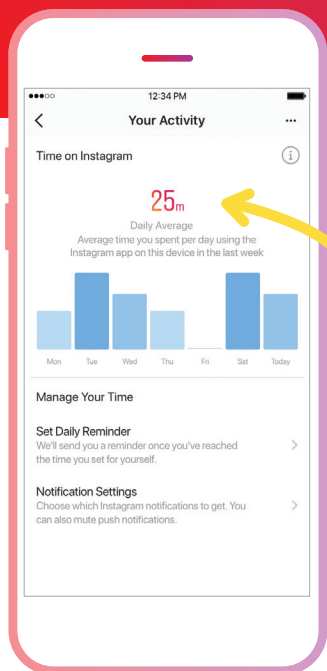 12:34 PM
Your Activity
Time on Instagram
25m
Daily Average
Average time you spent per day using the
Instagram app on this device in the last week
Mon Tue Wed Thu Fri Sat Today
Manage Your Time
Set Daily Reminder
We'll send you a reminder once you've reached
the time you set for yourself.
Notification Settings
Choose which Instagram notifications to get. You
can also mute push notifications.